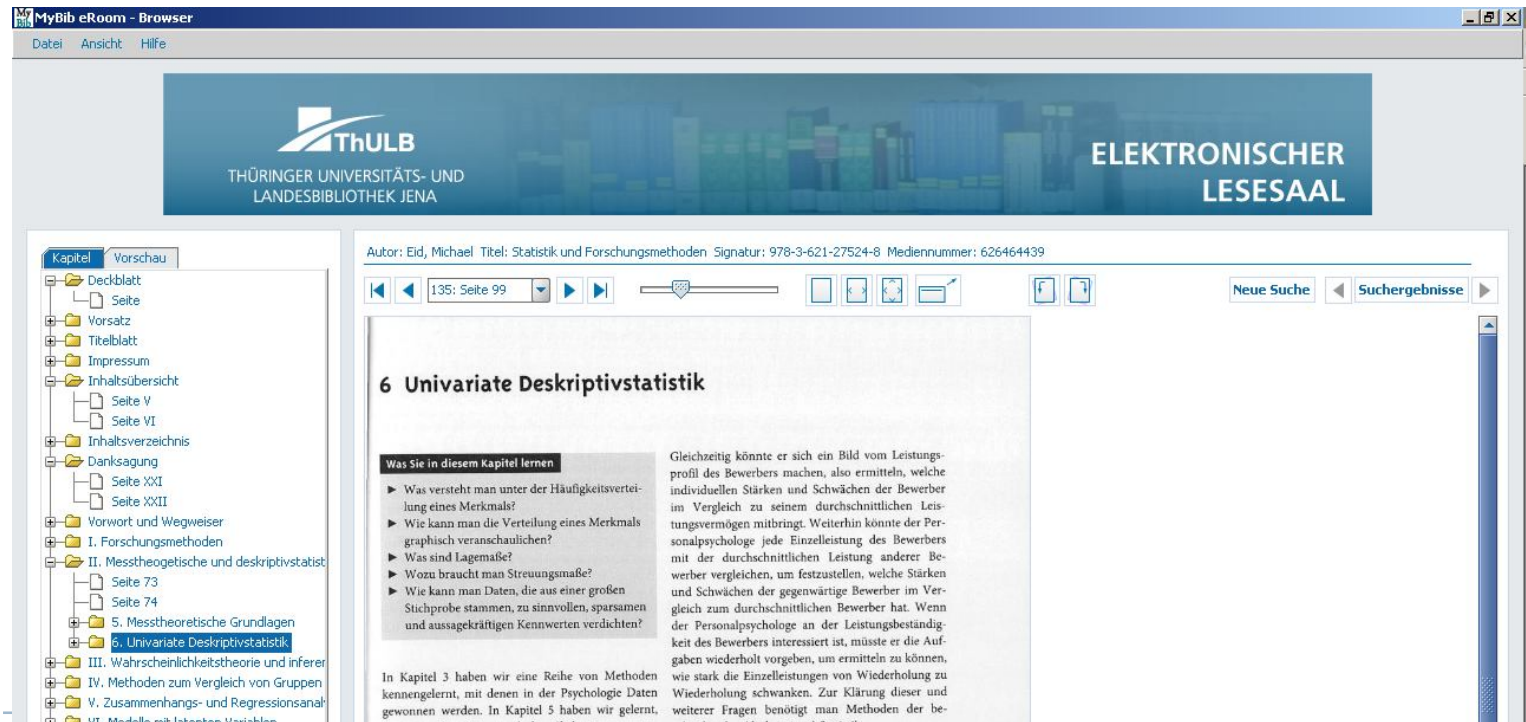 My Bib MyBib eRoom - Browser
Datei Ansicht Hilfe
ThULB
THÜRINGER UNIVERSITÄTS- UND
LANDESBIBLIOTHEK JENA
ELEKTRONISCHER
LESESAAL
Kapitel Vorschau
Deckblatt
Seite
Vorsatz
Titelblatt
Impressum
Inhaltsübersicht
Seite V
Seite VI
Inhaltsverzeichnis
Danksagung
Seite XXI
Seite XXII
Vorwort und Wegweiser
I. Forschungsmethoden
II. Messtheogetische und deskriptivstatist
Seite 73
Seite 74
5. Messtheoretische Grundlagen
6. Univariate Deskriptivstatistik
III. Wahrscheinlichkeitstheorie und inferer
IV. Methoden zum Vergleich von Gruppen
V. Zusammenhangs- und Regressionsanal
VI. Modelle mit latenten Variablen
Autor: Eid, Michael Titel: Statistik und Forschungsmethoden Signatur: 978-3-621-27524-8 Mediennummer: 626464439
135: Seite 99
Neue Suche Suchergebnisse
6 Univariate Deskriptivstatistik
Was Sie in diesem Kapitel lernen
► Was versteht man unter der Häufigkeitsvertei-
lung eines Merkmals?
► Wie kann man die Verteilung eines Merkmals
graphisch veranschaulichen?
► Was sind Lagemaße?
► Wozu braucht man Streuungsmaße?
► Wie kann man Daten, die aus einer großen
Stichprobe stammen, zu sinnvollen, sparsamen
und aussagekräftigen Kennwerten verdichten?
In Kapitel 3 haben wir eine Reihe von Methoden
kennengelernt, mit denen in der Psychologie Daten
gewonnen werden. In Kapitel 5 haben wir gelernt,
Gleichzeitig könnte er sich ein Bild vom Leistungs-
profil des Bewerbers machen, also ermitteln, welche
individuellen Stärken und Schwächen der Bewerber
im Vergleich zu seinem durchschnittlichen Leis-
tungsvermögen mitbringt. Weiterhin könnte der Per-
sonalpsychologe jede Einzelleistung des Bewerbers
mit der durchschnittlichen Leistung anderer Be-
werber vergleichen, um festzustellen, welche Stärken
und Schwächen der gegenwärtige Bewerber im Ver-
gleich zum durchschnittlichen Bewerber hat. Wenn
der Personalpsychologe an der Leistungsbeständig-
keit des Bewerbers interessiert ist, müsste er die Auf-
gaben wiederholt vorgeben, um ermitteln zu können,
wie stark die Einzelleistungen von Wiederholung zu
Wiederholung schwanken. Zur Klärung dieser und
weiterer Fragen benötigt man Methoden der be-